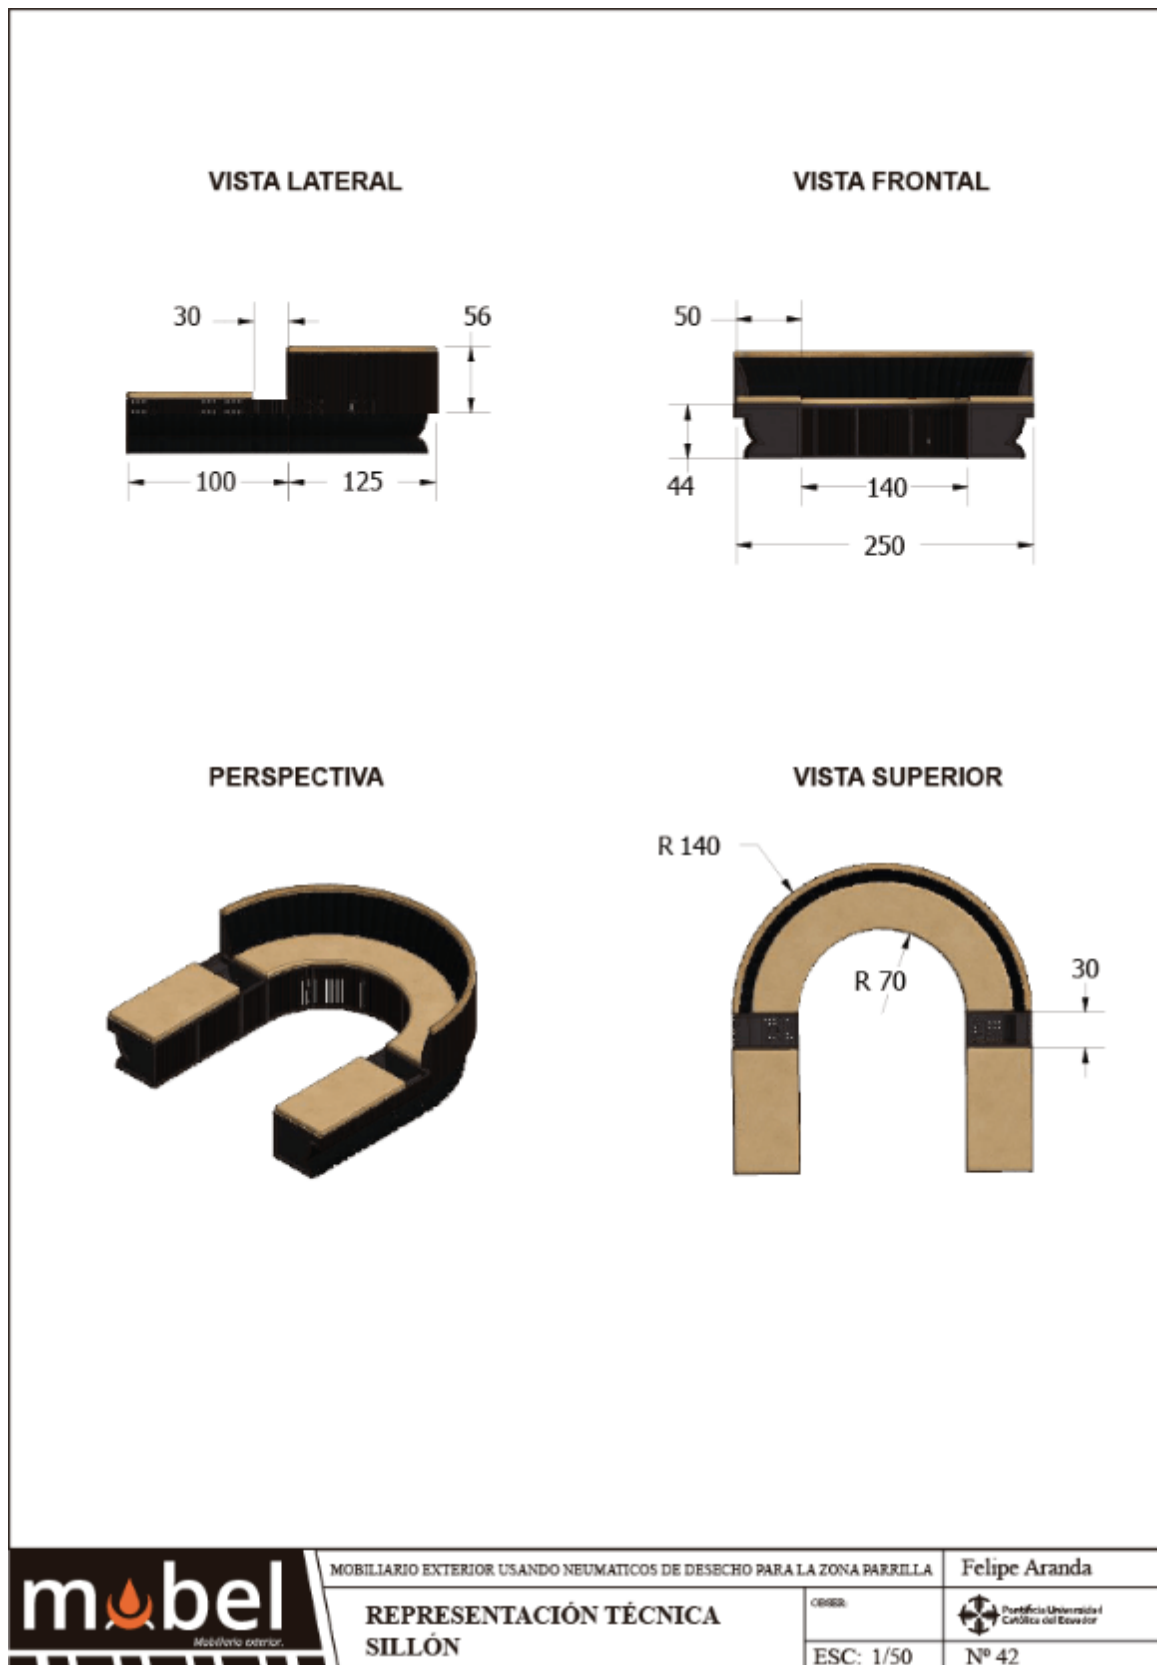 VISTA LATERAL
VISTA FRONTAL
30
56
100
125
50
44
140
250
PERSPECTIVA
VISTA SUPERIOR
R 140
R 70
30
mobel
Mobiliario exterior.
MOBILIARIO EXTERIOR USANDO NEUMATICOS DE DESECHO PARA LA ZONA PARRILLA
Felipe Aranda
REPRESENTACIÓN TÉCNICA
SILLÓN
OBSER:
Pontificia Universidad
Católica del Ecuador
ESC: 1/50
Nº 42